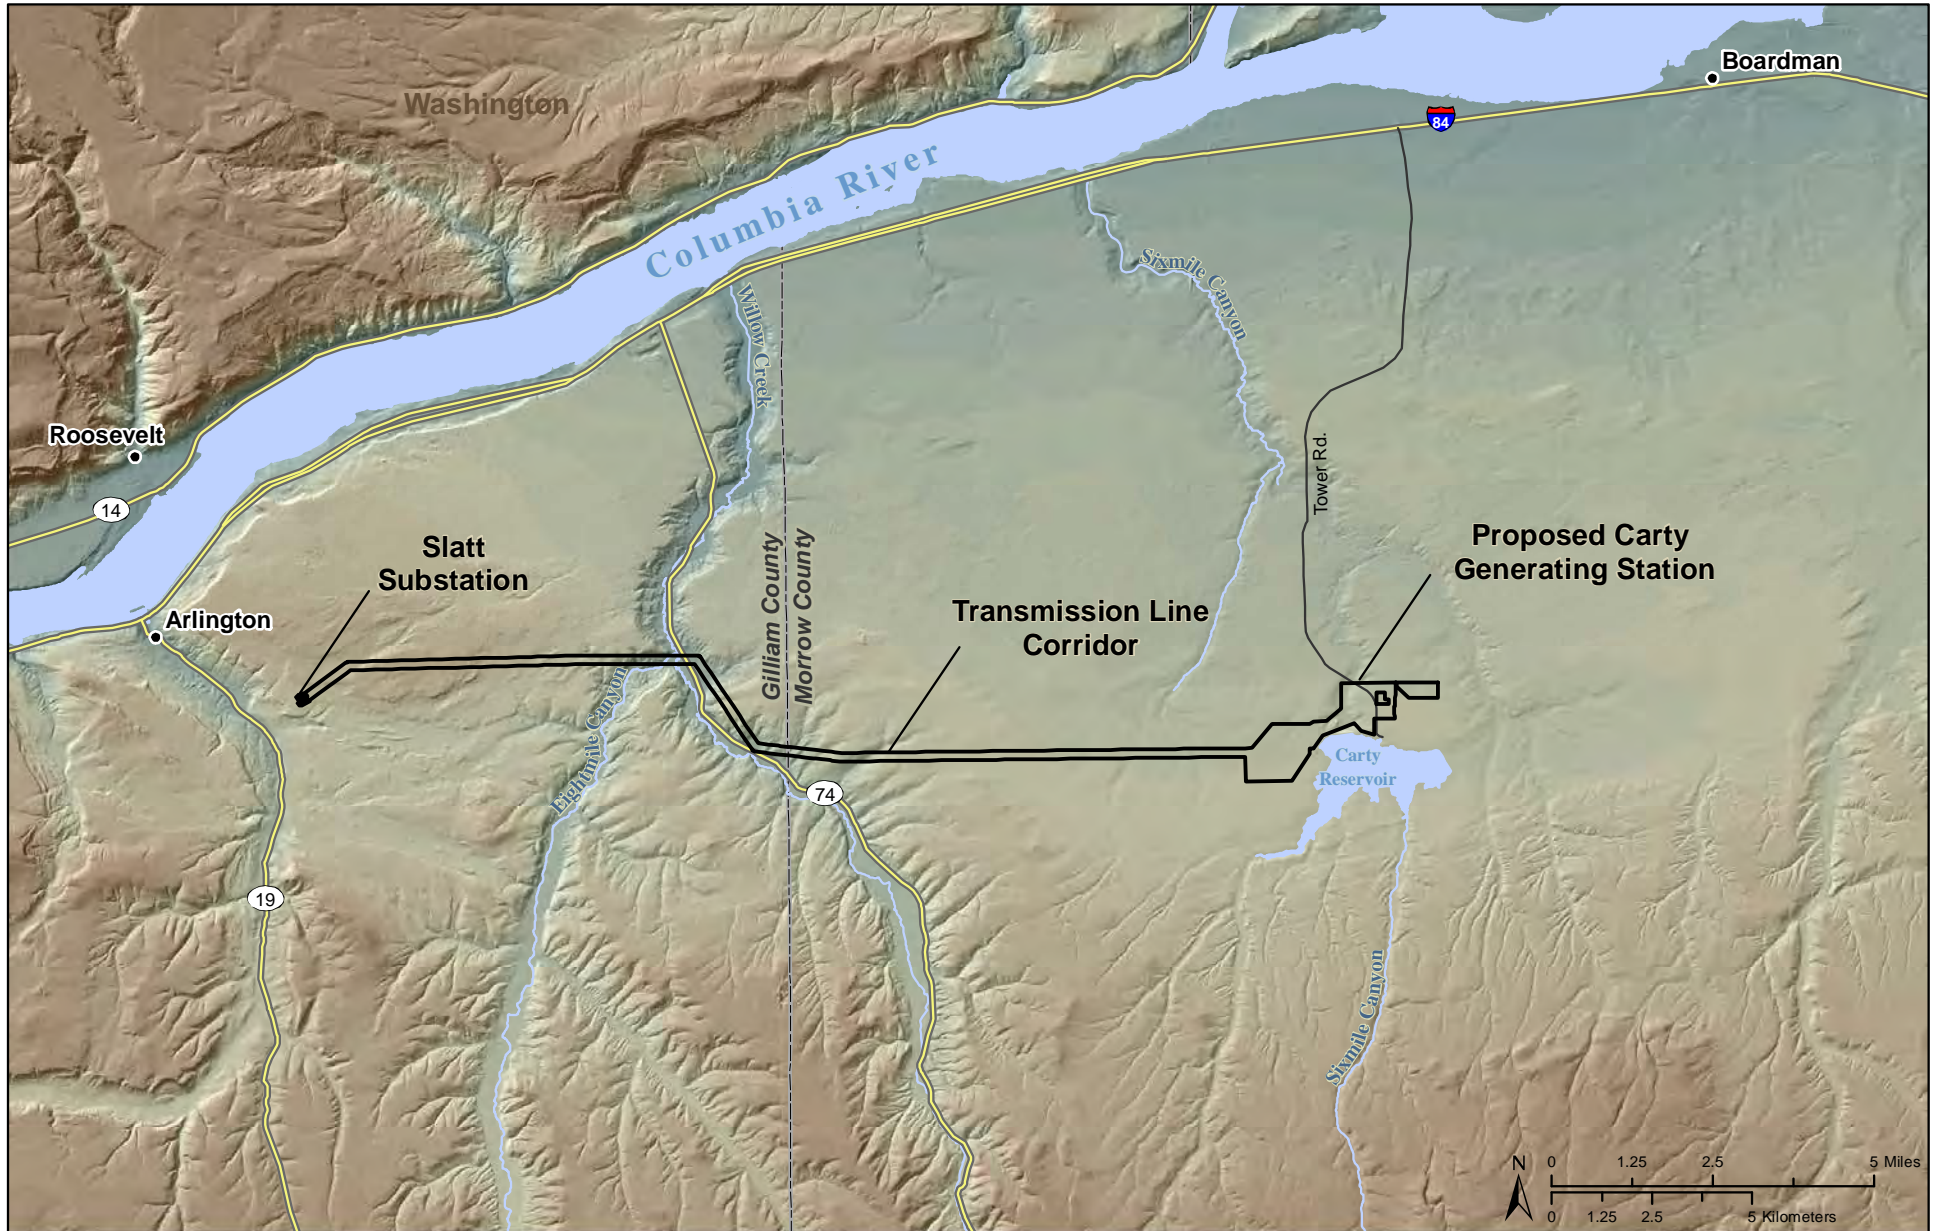 Boardman
Washington
84
Columbia River
Sixmile Canyon
Willow Creek
Roosevelt
Tower Rd.
14
Slatt
Substation
Proposed Carty
Generating Station
Gilliam County
Morrow County
Transmission Line
Corridor
Arlington
Eightmile Canyon
Carty
Reservoir
74
19
Sixmile Canyon
N
0 1.25 2.5 5 Miles
0 1.25 2.5 5 Kilometers